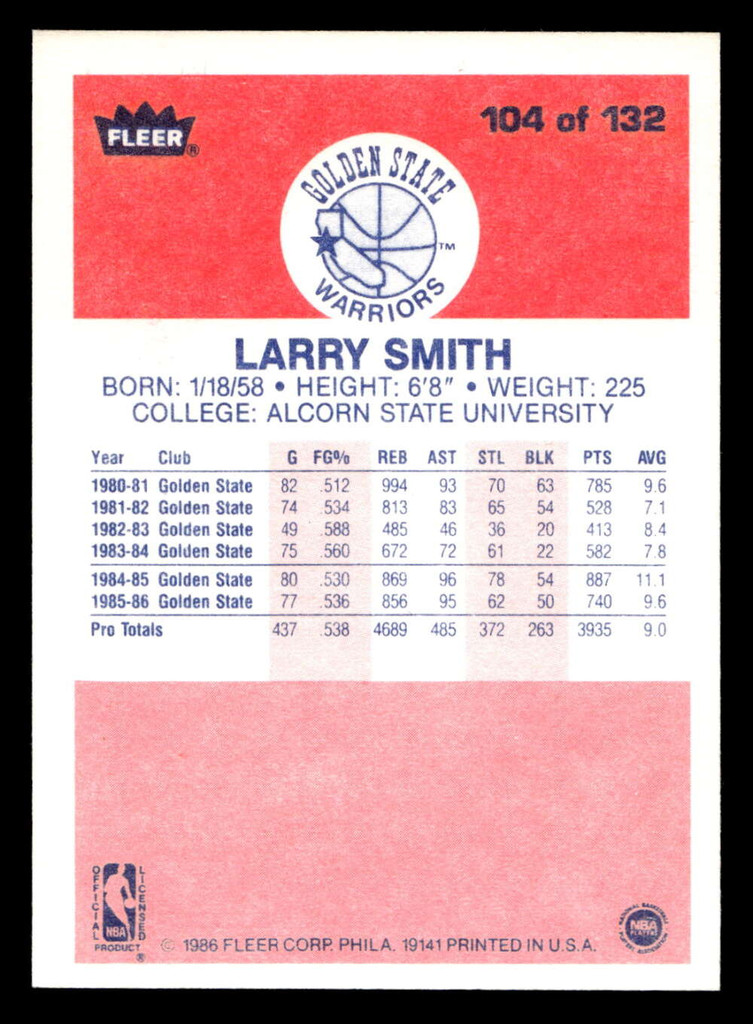 FLEER®
104 of 132
GOLDEN STATE
WARRIORS
TM
LARRY SMITH
BORN: 1/18/58 • HEIGHT: 6'8" • WEIGHT: 225
COLLEGE: ALCORN STATE UNIVERSITY
Year Club G FG% REB AST STL BLK PTS AVG
1980-81 Golden State 82 .512 994 93 70 63 785 9.6
1981-82 Golden State 74 .534 813 83 65 54 528 7.1
1982-83 Golden State 49 .588 485 46 36 20 413 8.4
1983-84 Golden State 75 .560 672 72 61 22 582 7.8
1984-85 Golden State 80 .530 869 96 78 54 887 11.1
1985-86 Golden State 77 .536 856 95 62 50 740 9.6
Pro Totals 437 .538 4689 485 372 263 3935 9.0
OFFICIAL
LICENSED
NBA
PRODUCT
®
© 1986 FLEER CORP. PHILA. 19141 PRINTED IN U.S.A.
NATIONAL BASKETBALL
NBA
PLAYERS
PLAYERS ASSOCIATION